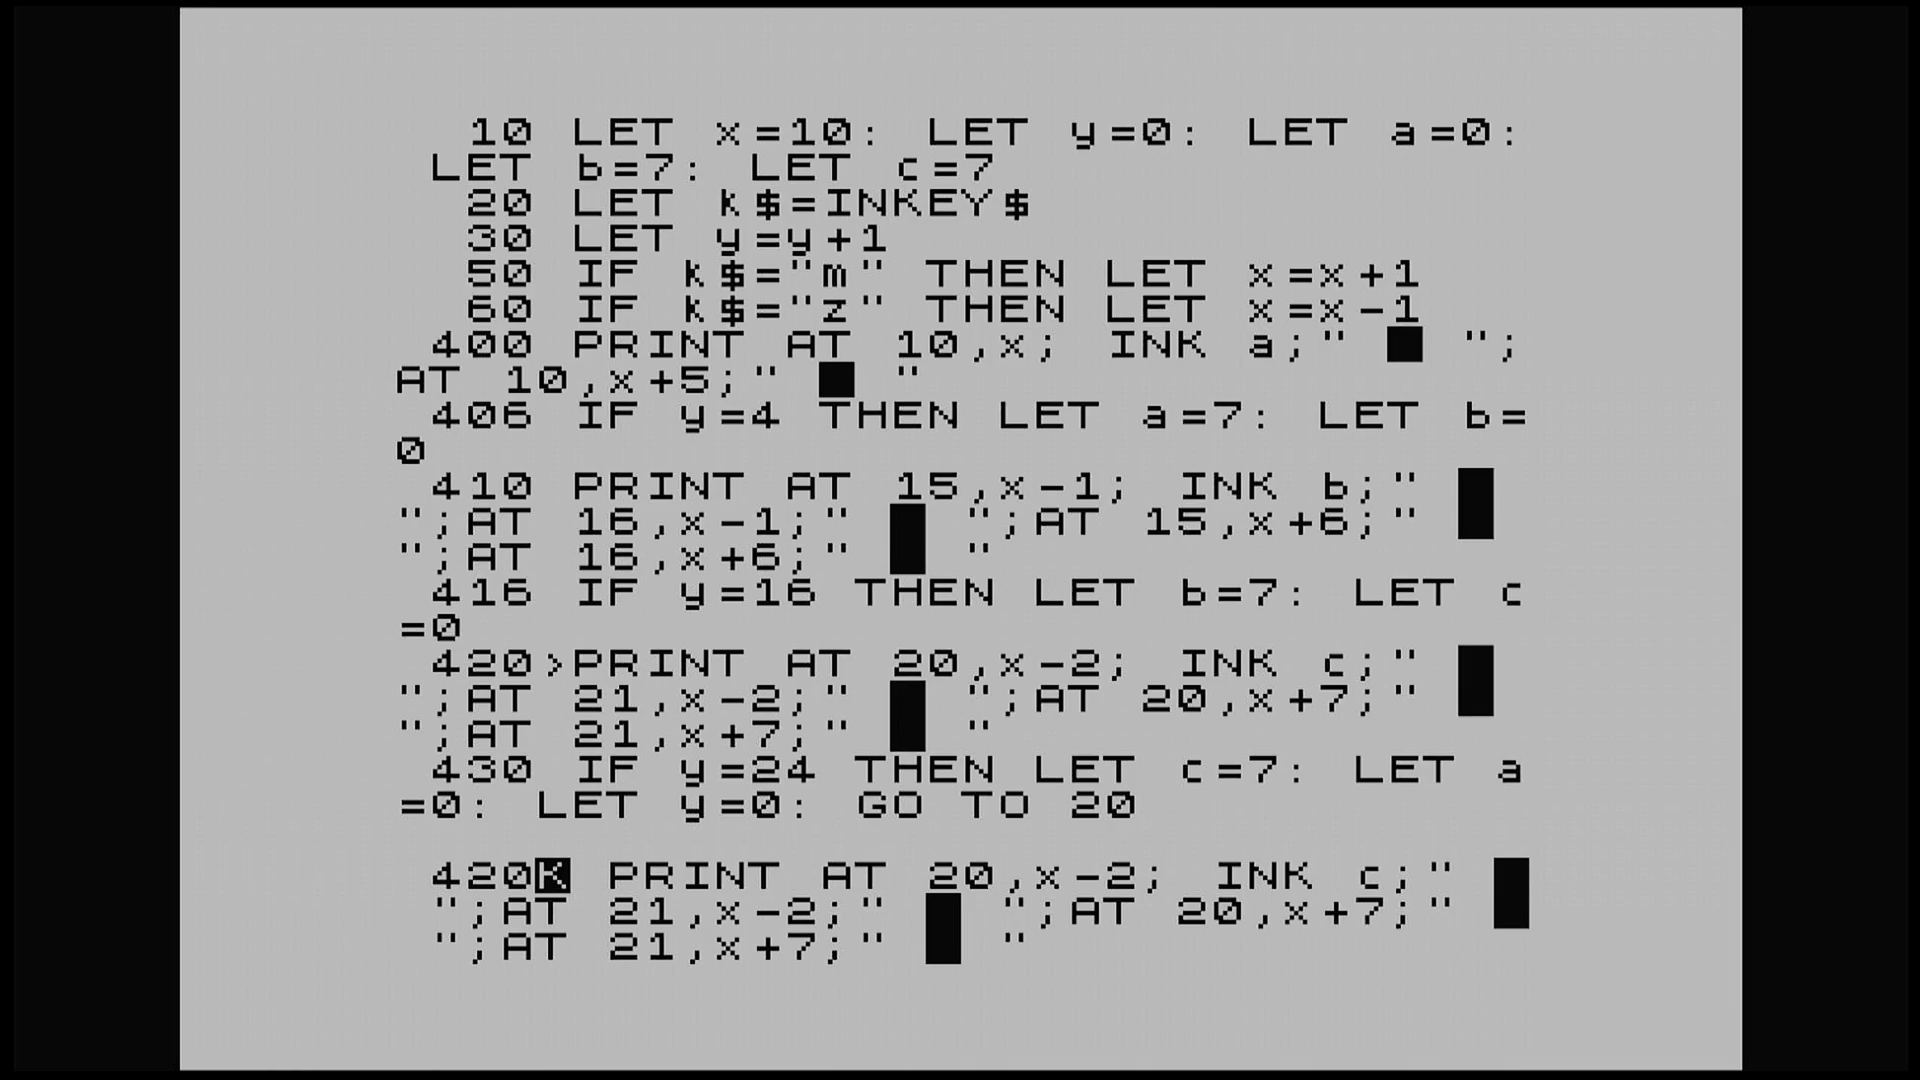 10 LET x=10: LET y=0: LET a=0:
LET b=7: LET c=7
20 LET k$=INKEY$
30 LET y=y+1
50 IF k$="m" THEN LET x=x+1
60 IF k$="z" THEN LET x=x-1
400 PRINT AT 10,x; INK a;" █ ";
AT 10,x+5;" █ "
406 IF y=4 THEN LET a=7: LET b=
0
410 PRINT AT 15,x-1; INK b;" █
";AT 16,x-1;" █ ";AT 15,x+6;" █
";AT 16,x+6;" █ "
416 IF y=16 THEN LET b=7: LET c
=0
420>PRINT AT 20,x-2; INK c;" █
";AT 21,x-2;" █ ";AT 20,x+7;" █
";AT 21,x+7;" █ "
430 IF y=24 THEN LET c=7: LET a
=0: LET y=0: GO TO 20
420K PRINT AT 20,x-2; INK c;" █
";AT 21,x-2;" █ ";AT 20,x+7;" █
";AT 21,x+7;" █ "